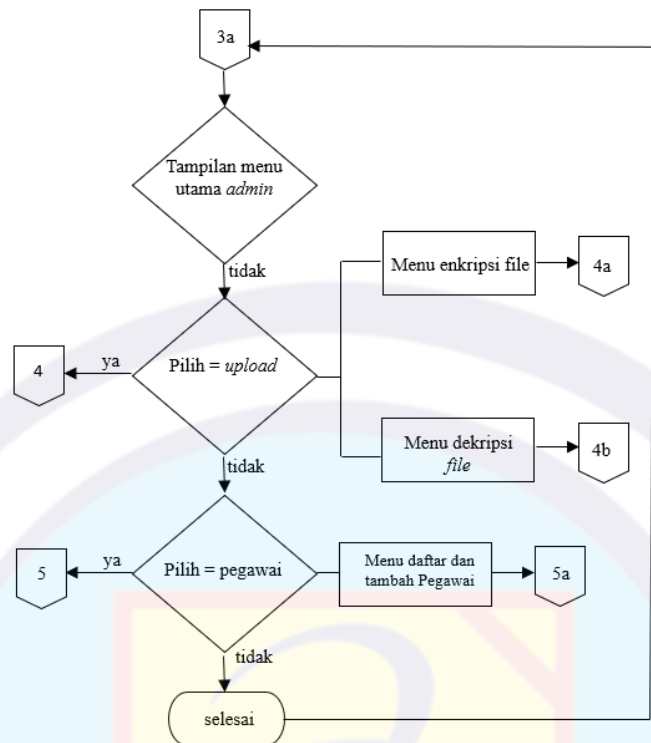 3a
Tampilan menu
utama admin
tidak
Menu enkripsi file
4a
4
ya
Pilih = upload
Menu dekripsi
file
4b
tidak
5
ya
Pilih = pegawai
Menu daftar dan
tambah Pegawai
5a
tidak
selesai